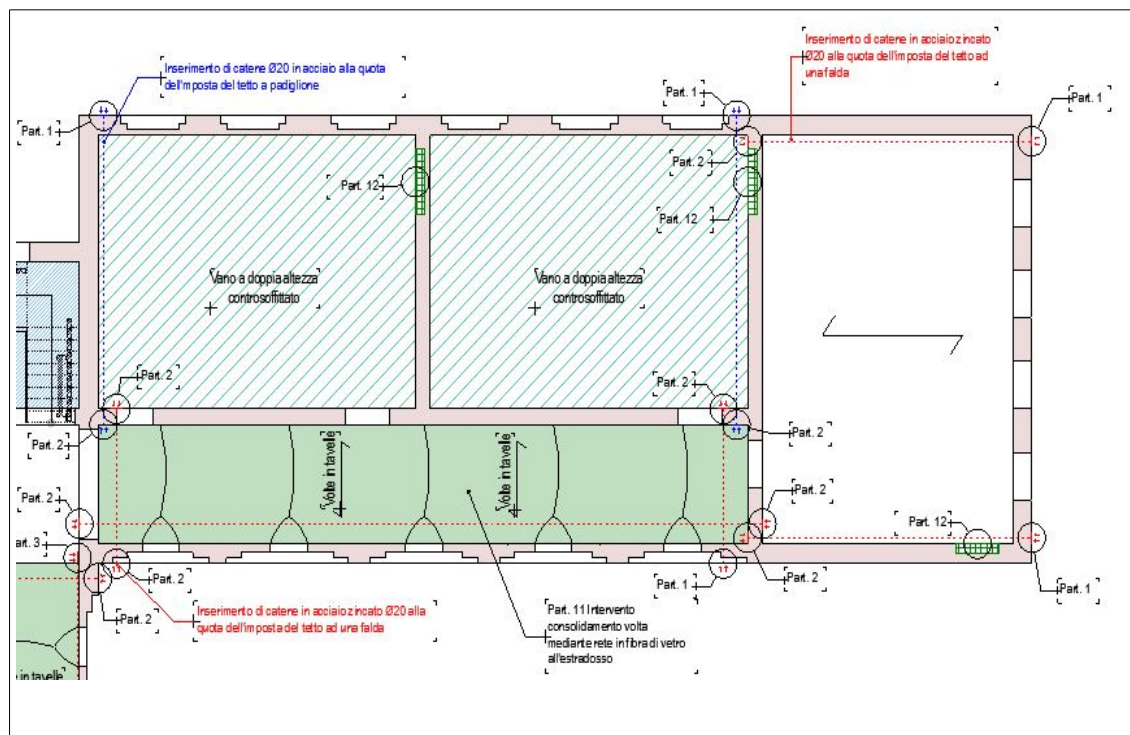 Inserimento di catene in acciaio zincato
Ø20 alla quota dell'imposta del tetto ad
una falda
Inserimento di catene Ø20 in acciaio alla quota
dell'imposta del tetto a padiglione
Part. 1
Part. 1
Part. 1
Part. 2
Part. 12
Part. 12
Vano a doppia altezza
controsoffittato
Vano a doppia altezza
controsoffittato
Part. 2
Part. 2
Part. 2
Part. 2
Volte in tavelle
Volte in tavelle
Part. 2
Part. 2
Part. 12
art. 3
Part. 2
Part. 1
Part. 2
Part. 1
Part. 2
Inserimento di catene in acciaio zincato Ø20 alla
quota dell'imposta del tetto ad una falda
Part. 11 Intervento
consolidamento volta
mediante rete in fibra di vetro
all'estradosso
e in tavelle